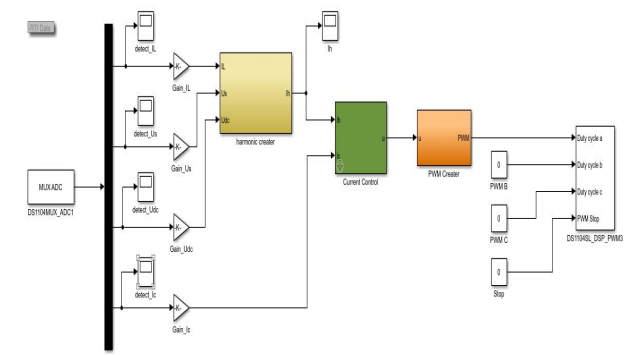 RTI Data
detect_IL
-K-
Gain_IL
IL
Us
Udc
Ih
harmonic creater
Ih
detect_Us
-K-
Gain_Us
Ih
Ic
u
Current Control
u
PWM
PWM Creater
Duty cycle a
Duty cycle b
Duty cycle c
PWM Stop
DS1104SL_DSP_PWM3
0
PWM B
MUX ADC
DS1104MUX_ADC1
detect_Udc
-K-
Gain_Udc
0
PWM C
detect_Ic
-K-
Gain_Ic
0
Stop